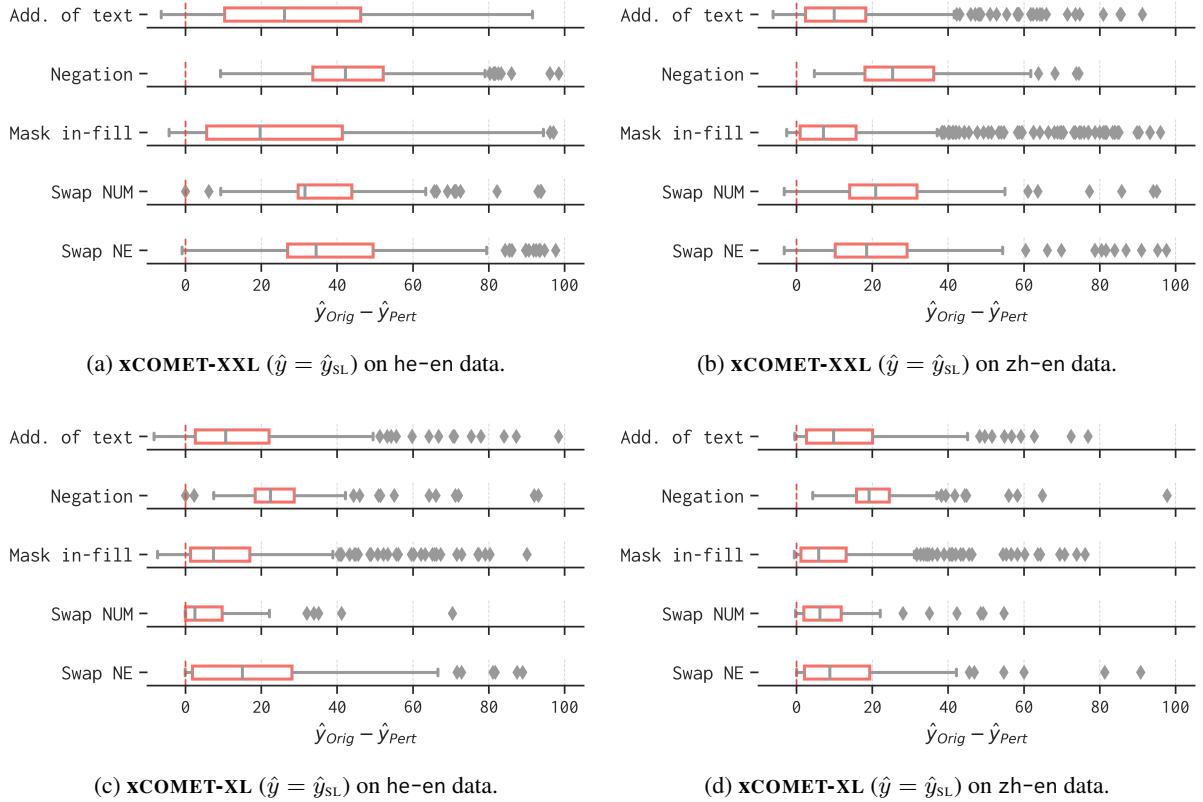 Add. of text
Negation
Mask in-fill
Swap NUM
Swap NE
0 20 40 60 80 100
ŷOrig − ŷPert
(a) xCOMET-XXL (ŷ = ŷSL) on he-en data.
Add. of text
Negation
Mask in-fill
Swap NUM
Swap NE
0 20 40 60 80 100
ŷOrig − ŷPert
(b) xCOMET-XXL (ŷ = ŷSL) on zh-en data.
Add. of text
Negation
Mask in-fill
Swap NUM
Swap NE
0 20 40 60 80 100
ŷOrig − ŷPert
(c) xCOMET-XL (ŷ = ŷSL) on he-en data.
Add. of text
Negation
Mask in-fill
Swap NUM
Swap NE
0 20 40 60 80 100
ŷOrig − ŷPert
(d) xCOMET-XL (ŷ = ŷSL) on zh-en data.